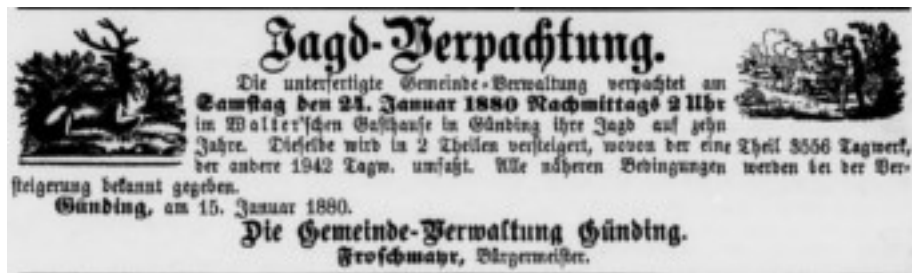 Jagd-Verpachtung.
Die unterfertigte Gemeinde-Verwaltung verpachtet am
Samstag den 24. Januar 1880 Nachmittags 2 Uhr
im Walter'schen Gasthause in Günding ihre Jagd auf zehn
Jahre. Dieselbe wird in 2 Theilen versteigert, wovon der eine Theil 3556 Tagwerk,
der andere 1942 Tagw. umfaßt. Alle näheren Bedingungen werden bei der Ver-
steigerung bekannt gegeben.
Günding, am 15. Januar 1880.
Die Gemeinde-Verwaltung Günding.
Froschmayr, Bürgermeister.